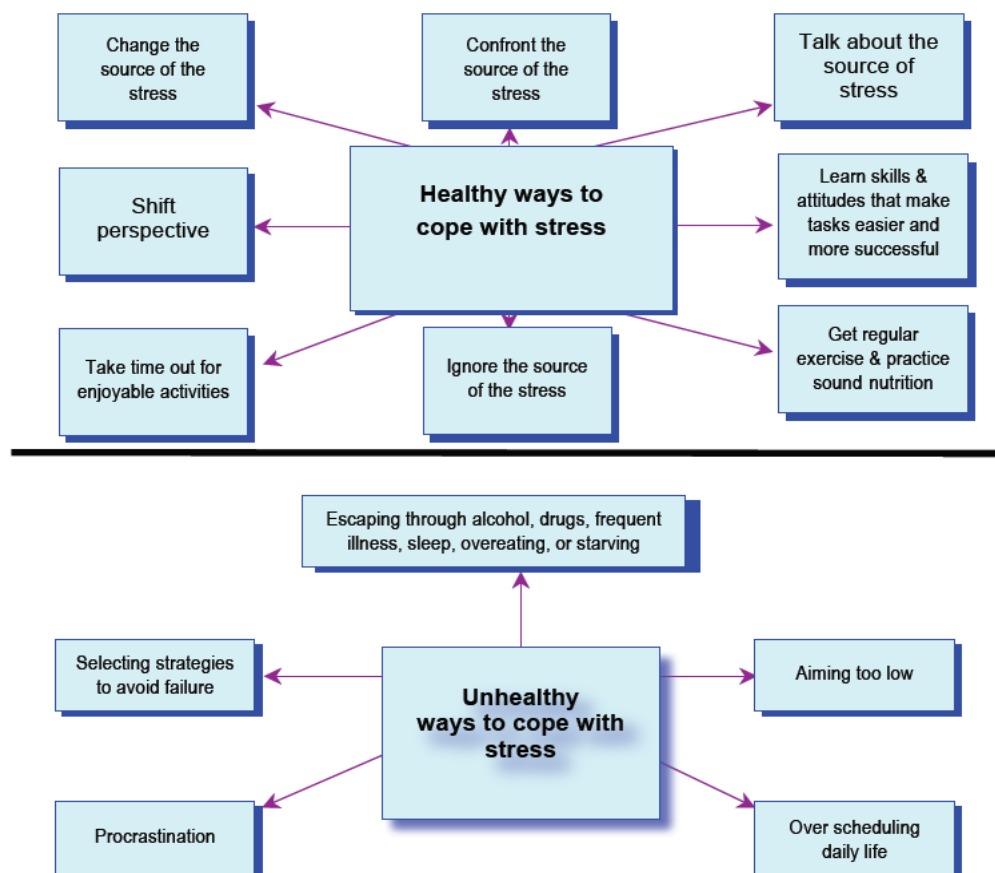 Change the
source of the
stress
Confront the
source of the
stress
Talk about the
source of
stress
Healthy ways to
cope with stress
Shift
perspective
Learn skills &
attitudes that make
tasks easier and
more successful
Take time out for
enjoyable activities
Ignore the source
of the stress
Get regular
exercise & practice
sound nutrition
Escaping through alcohol, drugs, frequent
illness, sleep, overeating, or starving
Selecting strategies
to avoid failure
Unhealthy
ways to cope with
stress
Aiming too low
Procrastination
Over scheduling
daily life